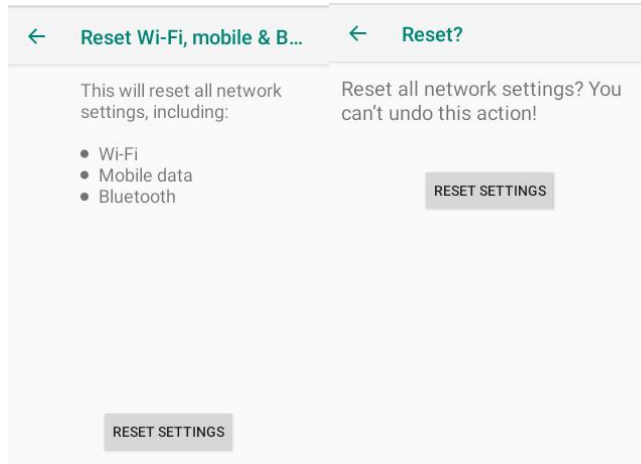 Reset Wi-Fi, mobile & B...
This will reset all network
settings, including:
● Wi-Fi
● Mobile data
● Bluetooth
RESET SETTINGS
Reset?
Reset all network settings? You
can't undo this action!
RESET SETTINGS